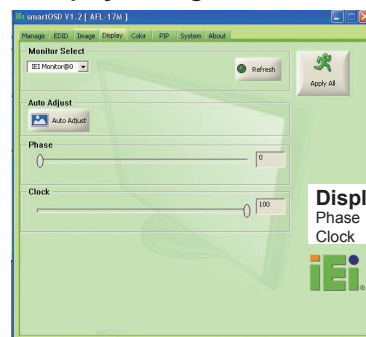 smartOSD V1.2 [ AFL-17M ]
Manage EDID Image Display Color PIP System About
Monitor Select
IEI Monitor@0
Refresh
Apply All
Auto Adjust
Auto Adjust
Phase
0
Clock
100
Displ
Phase
Clock
iEi